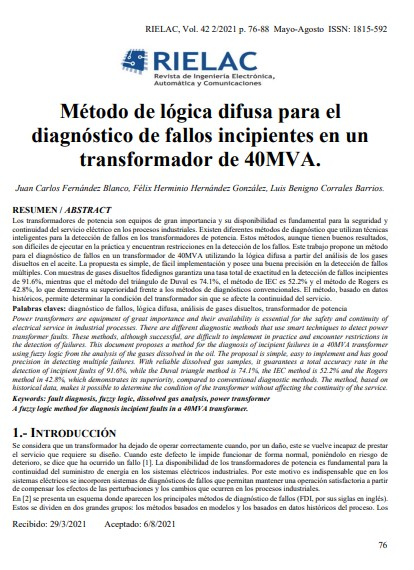 RIELAC, Vol. 42 2/2021 p. 76-88 Mayo-Agosto ISSN: 1815-592
RIELAC
Revista de Ingeniería Electrónica,
Automática y Comunicaciones
Método de lógica difusa para el
diagnóstico de fallos incipientes en un
transformador de 40MVA.
Juan Carlos Fernández Blanco, Félix Herminio Hernández González, Luis Benigno Corrales Barrios.
RESUMEN / ABSTRACT
Los transformadores de potencia son equipos de gran importancia y su disponibilidad es fundamental para la seguridad y
continuidad del servicio eléctrico en los procesos industriales. Existen diferentes métodos de diagnóstico que utilizan técnicas
inteligentes para la detección de fallos en los transformadores de potencia. Estos métodos, aunque tienen buenos resultados,
son difíciles de ejecutar en la práctica y encuentran restricciones en la detección de los fallos. Este trabajo propone un método
para el diagnóstico de fallos en un transformador de 40MVA utilizando la lógica difusa a partir del análisis de los gases
disueltos en el aceite. La propuesta es simple, de fácil implementación y posee una buena precisión en la detección de fallos
múltiples. Con muestras de gases disueltos fidedignos garantiza una tasa total de exactitud en la detección de fallos incipientes
de 91.6%, mientras que el método del triángulo de Duval es 74.1%, el método de IEC es 52.2% y el método de Rogers es
42.8%, lo que demuestra su superioridad frente a los métodos de diagnósticos convencionales. El método, basado en datos
históricos, permite determinar la condición del transformador sin que se afecte la continuidad del servicio.
Palabras claves: diagnóstico de fallos, lógica difusa, análisis de gases disueltos, transformador de potencia
Power transformers are equipment of great importance and their availability is essential for the safety and continuity of
electrical service in industrial processes. There are different diagnostic methods that use smart techniques to detect power
transformer faults. These methods, although successful, are difficult to implement in practice and encounter restrictions in
the detection of failures. This document proposes a method for the diagnosis of incipient failures in a 40MVA transformer
using fuzzy logic from the analysis of the gases dissolved in the oil. The proposal is simple, easy to implement and has good
precision in detecting multiple failures. With reliable dissolved gas samples, it guarantees a total accuracy rate in the
detection of incipient faults of 91.6%, while the Duval triangle method is 74.1%, the IEC method is 52.2% and the Rogers
method in 42.8%, which demonstrates its superiority, compared to conventional diagnostic methods. The method, based on
historical data, makes it possible to determine the condition of the transformer without affecting the continuity of the service.
Keywords: fault diagnosis, fuzzy logic, dissolved gas analysis, power transformer
A fuzzy logic method for diagnosis incipient faults in a 40MVA transformer.
1.- INTRODUCCIÓN
Se considera que un transformador ha dejado de operar correctamente cuando, por un daño, este se vuelve incapaz de prestar
el servicio que requiere su diseño. Cuando este defecto le impide funcionar de forma normal, poniéndolo en riesgo de
deterioro, se dice que ha ocurrido un fallo [1]. La disponibilidad de los transformadores de potencia es fundamental para la
continuidad del suministro de energía en los sistemas eléctricos industriales. Por este motivo es indispensable que en los
sistemas eléctricos se incorporen sistemas de diagnósticos de fallos que permitan mantener una operación satisfactoria a partir
de compensar los efectos de las perturbaciones y los cambios que ocurren en los procesos industriales.
En [2] se presenta un esquema donde aparecen los principales métodos de diagnóstico de fallos (FDI, por sus siglas en inglés).
Estos se dividen en dos grandes grupos: los métodos basados en modelos y los basados en datos históricos del proceso. Los
Recibido: 29/3/2021 Aceptado: 6/8/2021
76